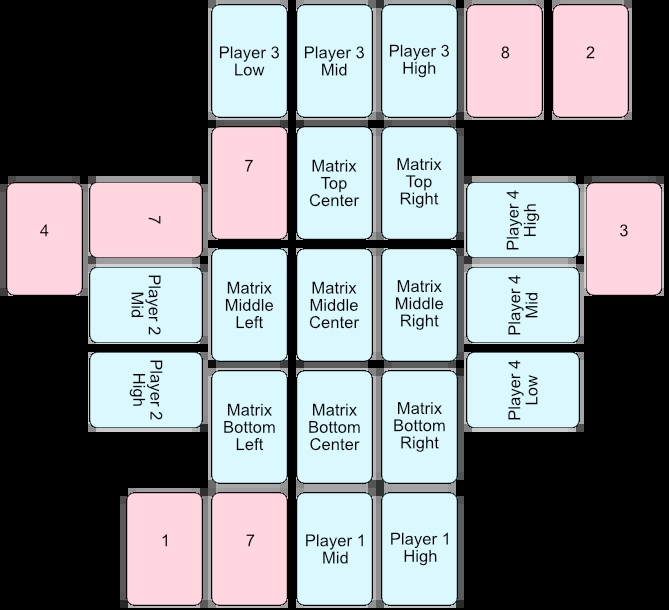 Player 3
Low
Player 3
Mid
Player 3
High
8
2
7
Matrix
Top
Center
Matrix
Top
Right
4
7
Player 4
High
3
Player 2
Mid
Matrix
Middle
Left
Matrix
Middle
Center
Matrix
Middle
Right
Player 4
Mid
Player 2
High
Player 4
Low
Matrix
Bottom
Left
Matrix
Bottom
Center
Matrix
Bottom
Right
1
7
Player 1
Mid
Player 1
High